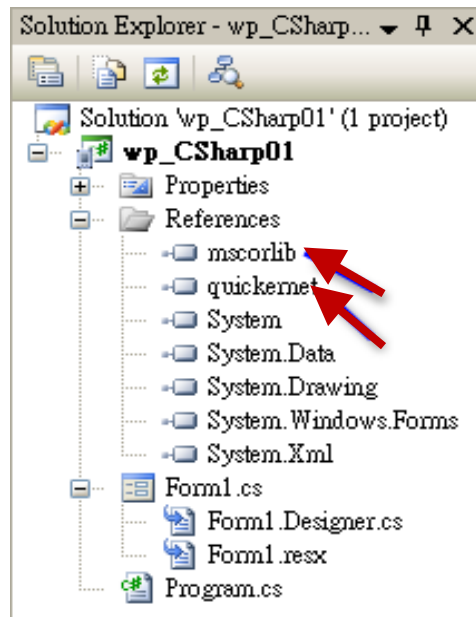 Solution Explorer - wp_CSharp...
Solution 'wp_CSharp01' (1 project)
wp_CSharp01
Properties
References
mscorlib
quickernet
System
System.Data
System.Drawing
System.Windows.Forms
System.Xml
Form1.cs
Form1.Designer.cs
Form1.resx
Program.cs